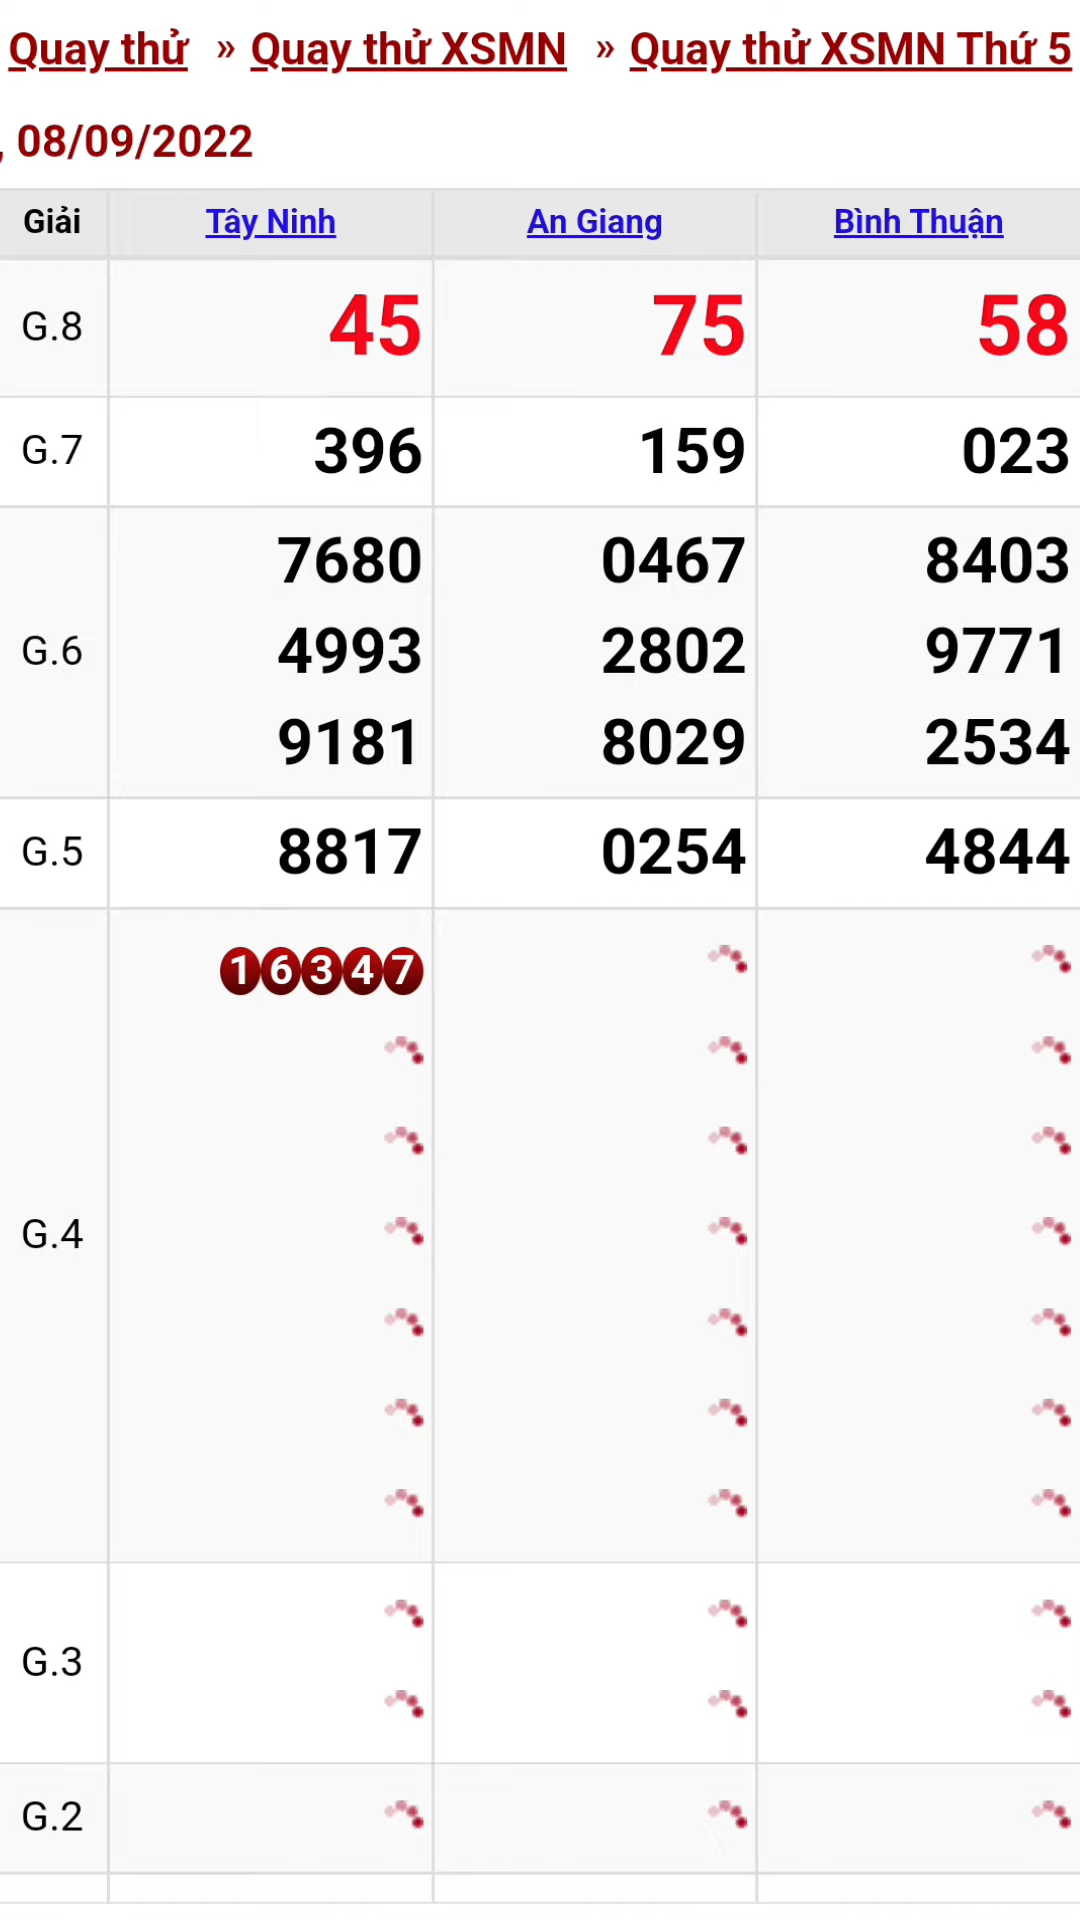 Quay thử » Quay thử XSMN » Quay thử XSMN Thứ 5
, 08/09/2022
Giải Tây Ninh An Giang Bình Thuận
G.8 45 75 58
G.7 396 159 023
7680 0467 8403
G.6 4993 2802 9771
9181 8029 2534
G.5 8817 0254 4844
16347
G.4
G.3
G.2